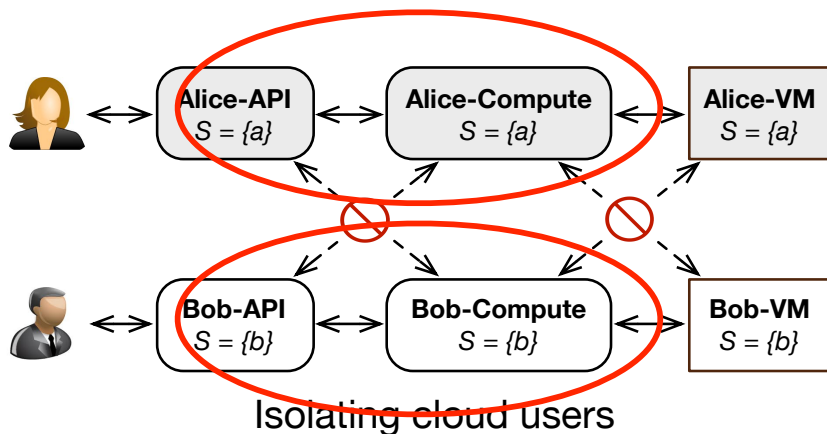 Alice-API
S = {a}
Alice-Compute
S = {a}
Alice-VM
S = {a}
Bob-API
S = {b}
Bob-Compute
S = {b}
Bob-VM
S = {b}
Isolating cloud users